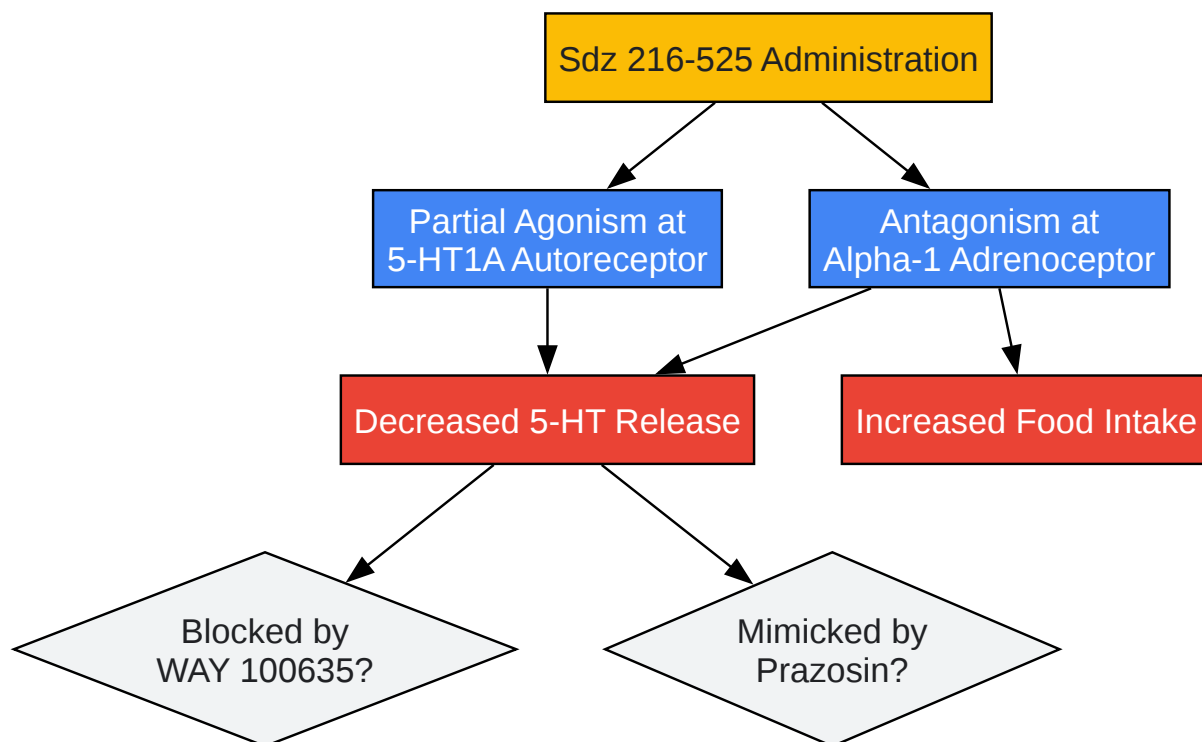 Sdz 216-525 Administration
Partial Agonism at
5-HT1A Autoreceptor
Antagonism at
Alpha-1 Adrenoceptor
Decreased 5-HT Release
Increased Food Intake
Blocked by
WAY 100635?
Mimicked by
Prazosin?